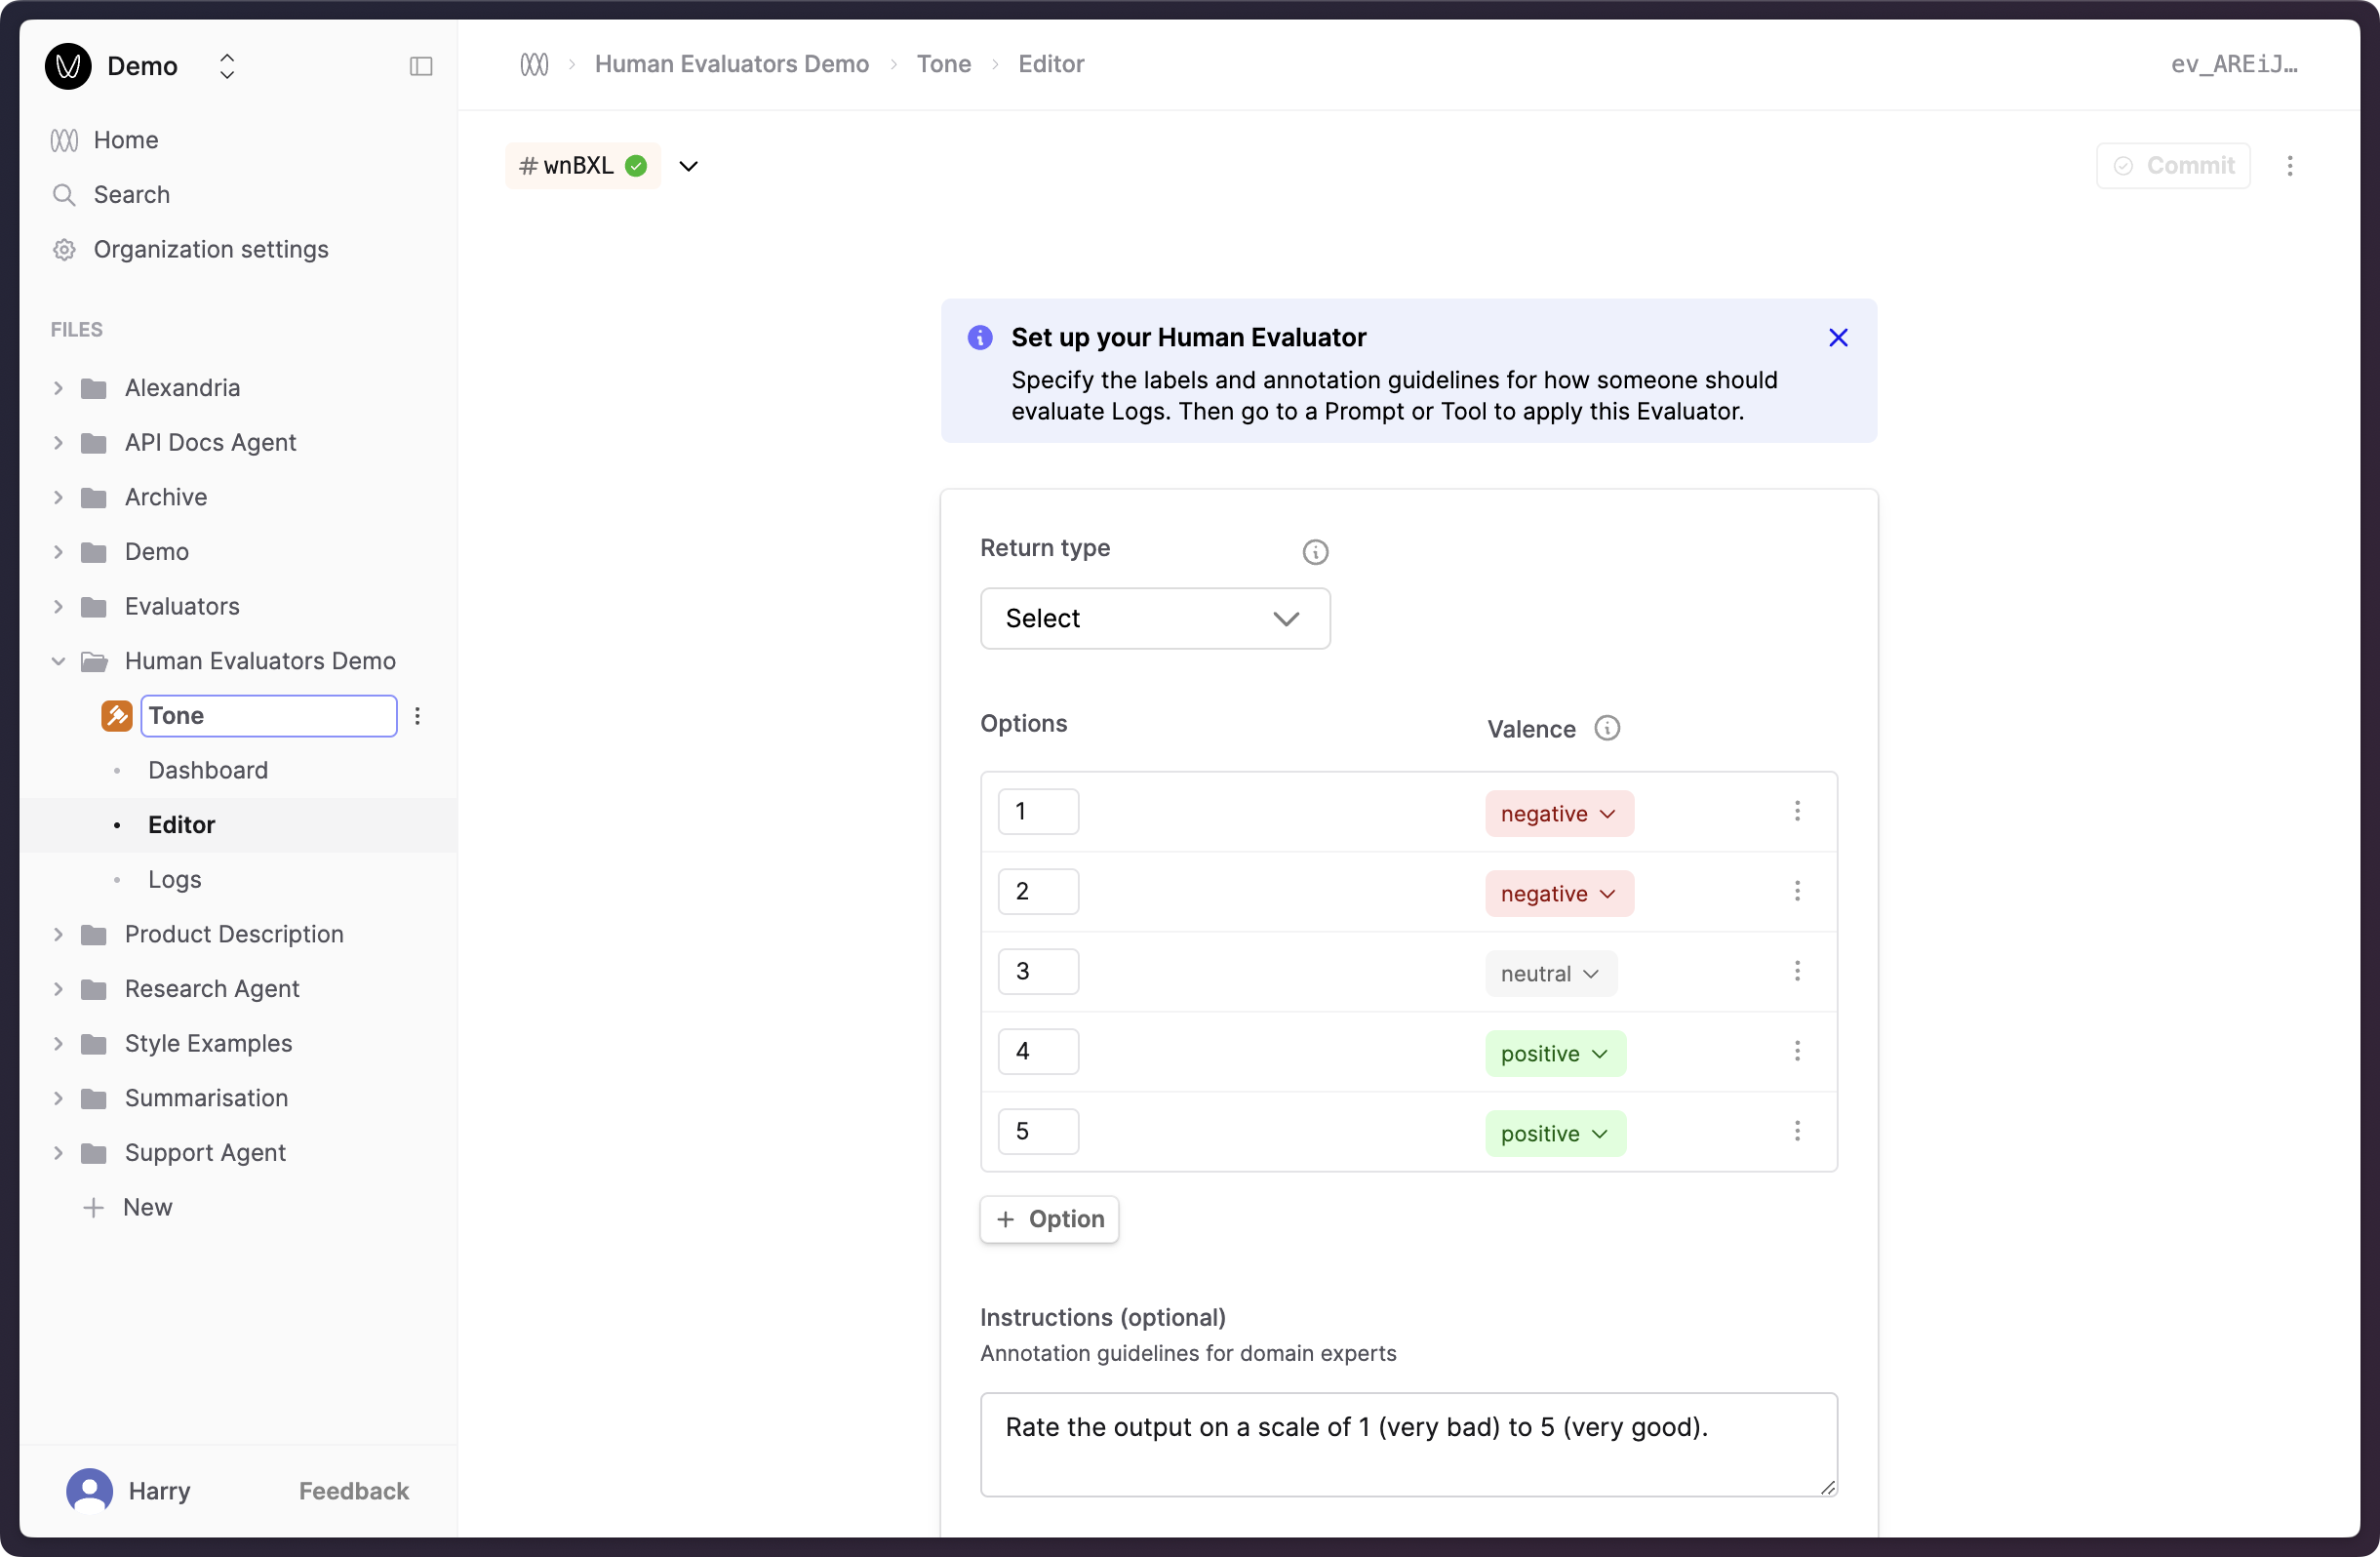 Demo
Home
Search
Organization settings
FILES
Alexandria
API Docs Agent
Archive
Demo
Evaluators
Human Evaluators Demo
Tone
Dashboard
Editor
Logs
Product Description
Research Agent
Style Examples
Summarisation
Support Agent
New
Harry
Feedback
Human Evaluators Demo > Tone > Editor
ev_AREiJ…
# wnBXL
Commit
Set up your Human Evaluator
Specify the labels and annotation guidelines for how someone should
evaluate Logs. Then go to a Prompt or Tool to apply this Evaluator.
Return type
Select
Options
Valence
1 negative
2 negative
3 neutral
4 positive
5 positive
+ Option
Instructions (optional)
Annotation guidelines for domain experts
Rate the output on a scale of 1 (very bad) to 5 (very good).